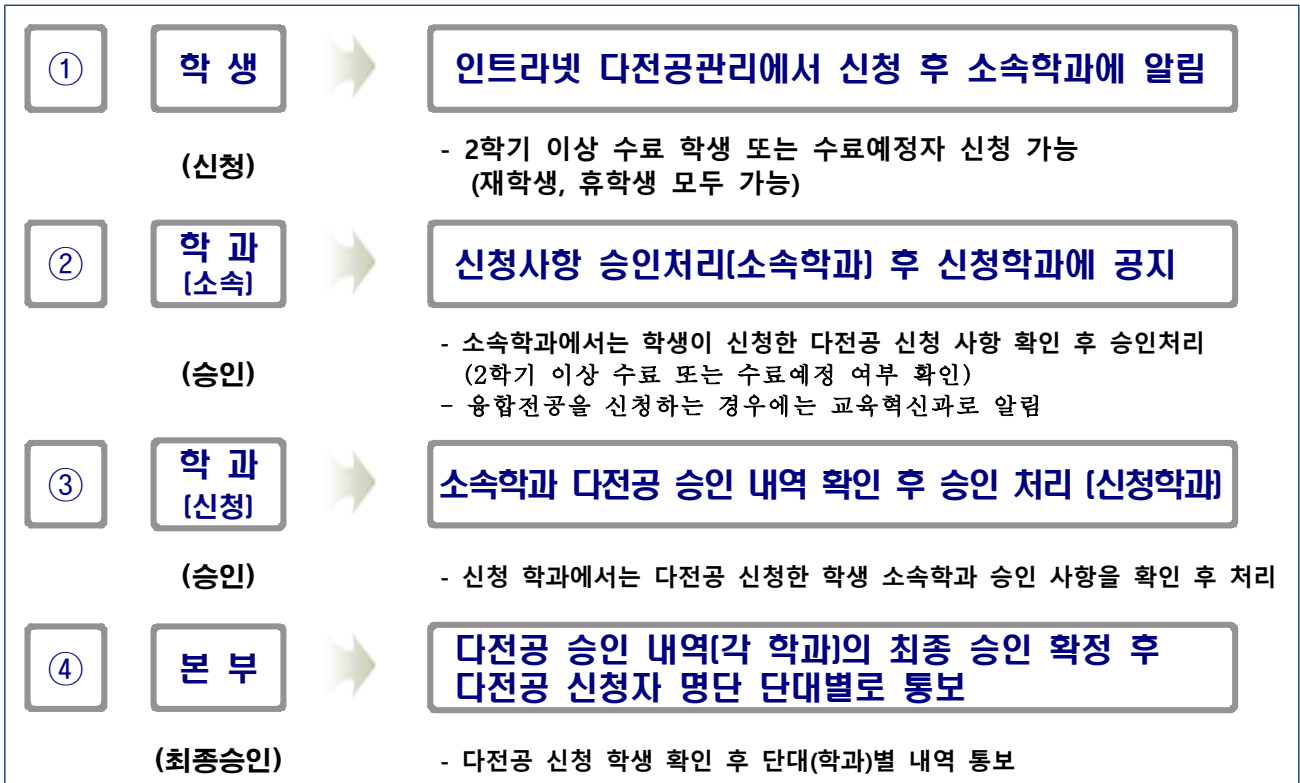 ① 학 생 인트라넷 다전공관리에서 신청 후 소속학과에 알림
(신청) - 2학기 이상 수료 학생 또는 수료예정자 신청 가능
(재학생, 휴학생 모두 가능)
② 학 과 신청사항 승인처리(소속학과) 후 신청학과에 공지
(소속)
- 소속학과에서는 학생이 신청한 다전공 신청 사항 확인 후 승인처리
(승인) (2학기 이상 수료 또는 수료예정 여부 확인)
- 융합전공을 신청하는 경우에는 교육혁신과로 알림
③ 학 과 소속학과 다전공 승인 내역 확인 후 승인 처리 (신청학과)
(신청)
(승인) - 신청 학과에서는 다전공 신청한 학생 소속학과 승인 사항을 확인 후 처리
④ 본 부 다전공 승인 내역(각 학과)의 최종 승인 확정 후
다전공 신청자 명단 단대별로 통보
(최종승인) - 다전공 신청 학생 확인 후 단대(학과)별 내역 통보